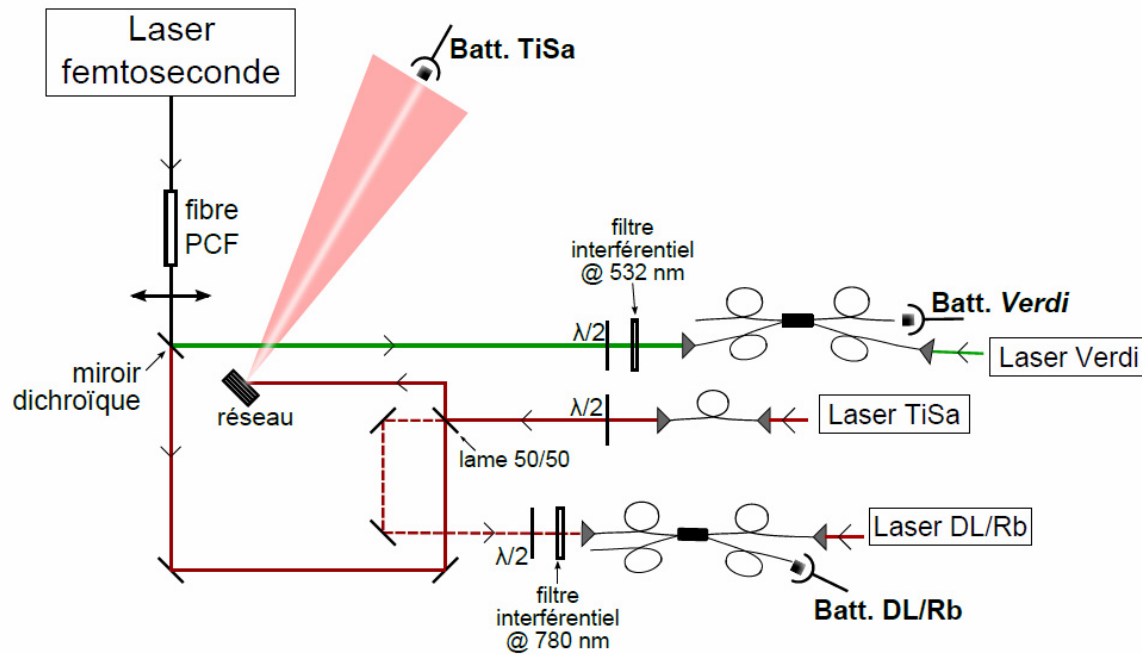 Laser
femtoseconde
Batt. TiSa
fibre
PCF
filtre
interférentiel
@ 532 nm
Batt. Verdi
λ/2
Laser Verdi
miroir
dichroïque
réseau
λ/2
Laser TiSa
lame 50/50
Laser DL/Rb
λ/2
filtre
interférentiel
@ 780 nm
Batt. DL/Rb